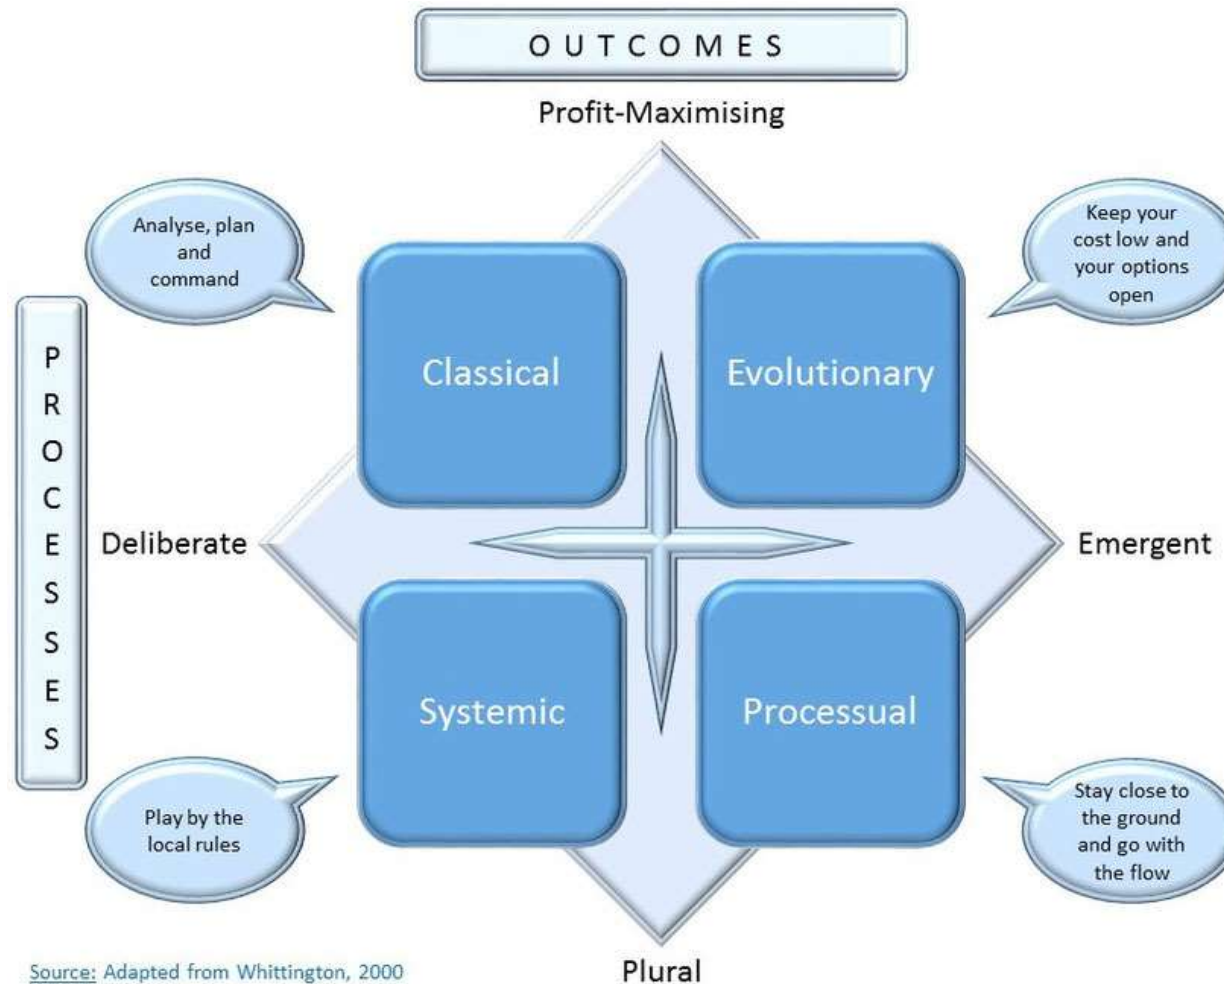 OUTCOMES
Profit-Maximising
Analyse, plan
and
command
Keep your
cost low and
your options
open
PROCESSES
Classical
Evolutionary
Deliberate
Emergent
Systemic
Processual
Play by the
local rules
Stay close to
the ground
and go with
the flow
Plural
Source: Adapted from Whittington, 2000